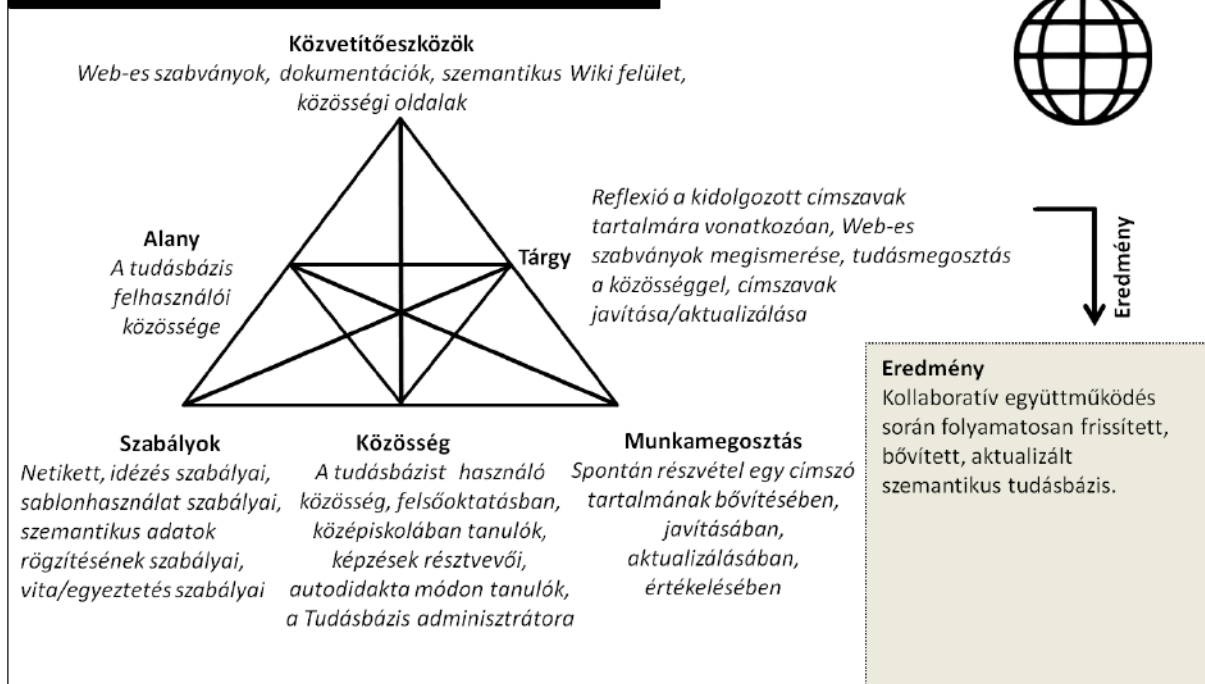 Közvetítőeszközök
Web-es szabványok, dokumentációk, szemantikus Wiki felület,
közösségi oldalak
Alany
A tudásbázis
felhasználói
közössége
Tárgy
Reflexió a kidolgozott címszavak
tartalmára vonatkozóan, Web-es
szabványok megismerése, tudásmegosztás
a közösséggel, címszavak
javítása/aktualizálása
Eredmény
Eredmény
Kollaboratív együttműködés
során folyamatosan frissített,
bővített, aktualizált
szemantikus tudásbázis.
Szabályok
Netikett, idézés szabályai,
sablonhasználat szabályai,
szemantikus adatok
rögzítésének szabályai,
vita/egyeztetés szabályai
Közösség
A tudásbázist használó
közösség, felsőoktatásban,
középiskolában tanulók,
képzések résztvevői,
autodidakta módon tanulók,
a Tudásbázis adminisztrátora
Munkamegosztás
Spontán részvétel egy címszó
tartalmának bővítésében,
javításában,
aktualizálásában,
értékelésében